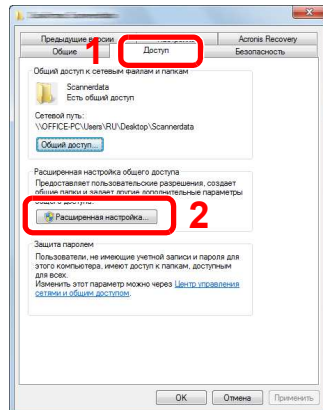 Предыдущие версии
Acronis Recovery
Общие
Доступ
Безопасность
1
Общий доступ к сетевым файлам и папкам
Scannerdata
Есть общий доступ
Сетевой путь:
\\OFFICE-PC\Users\RU\Desktop\Scannerdata
Общий доступ...
Расширенная настройка общего доступа
Предоставляет пользовательские разрешения, создает
общие папки и задает другие дополнительные параметры
общего доступа.
Расширенная настройка...
2
Защита паролем
Пользователи, не имеющие учетной записи и пароля для
этого компьютера, имеют доступ к папкам, доступным
для всех.
Изменить этот параметр можно через Центр управления
сетями и общим доступом.
OK
Отмена
Применить